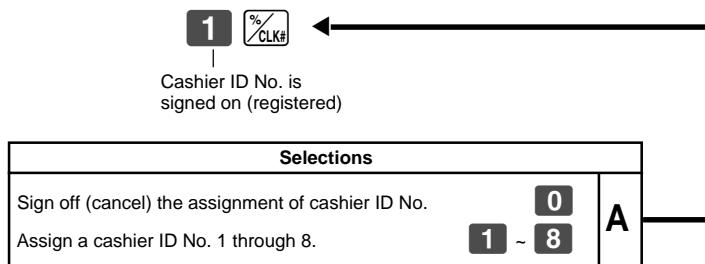 1 %/CLK#
Cashier ID No. is
signed on (registered)
Selections
Sign off (cancel) the assignment of cashier ID No. 0
A
Assign a cashier ID No. 1 through 8. 1 ~ 8